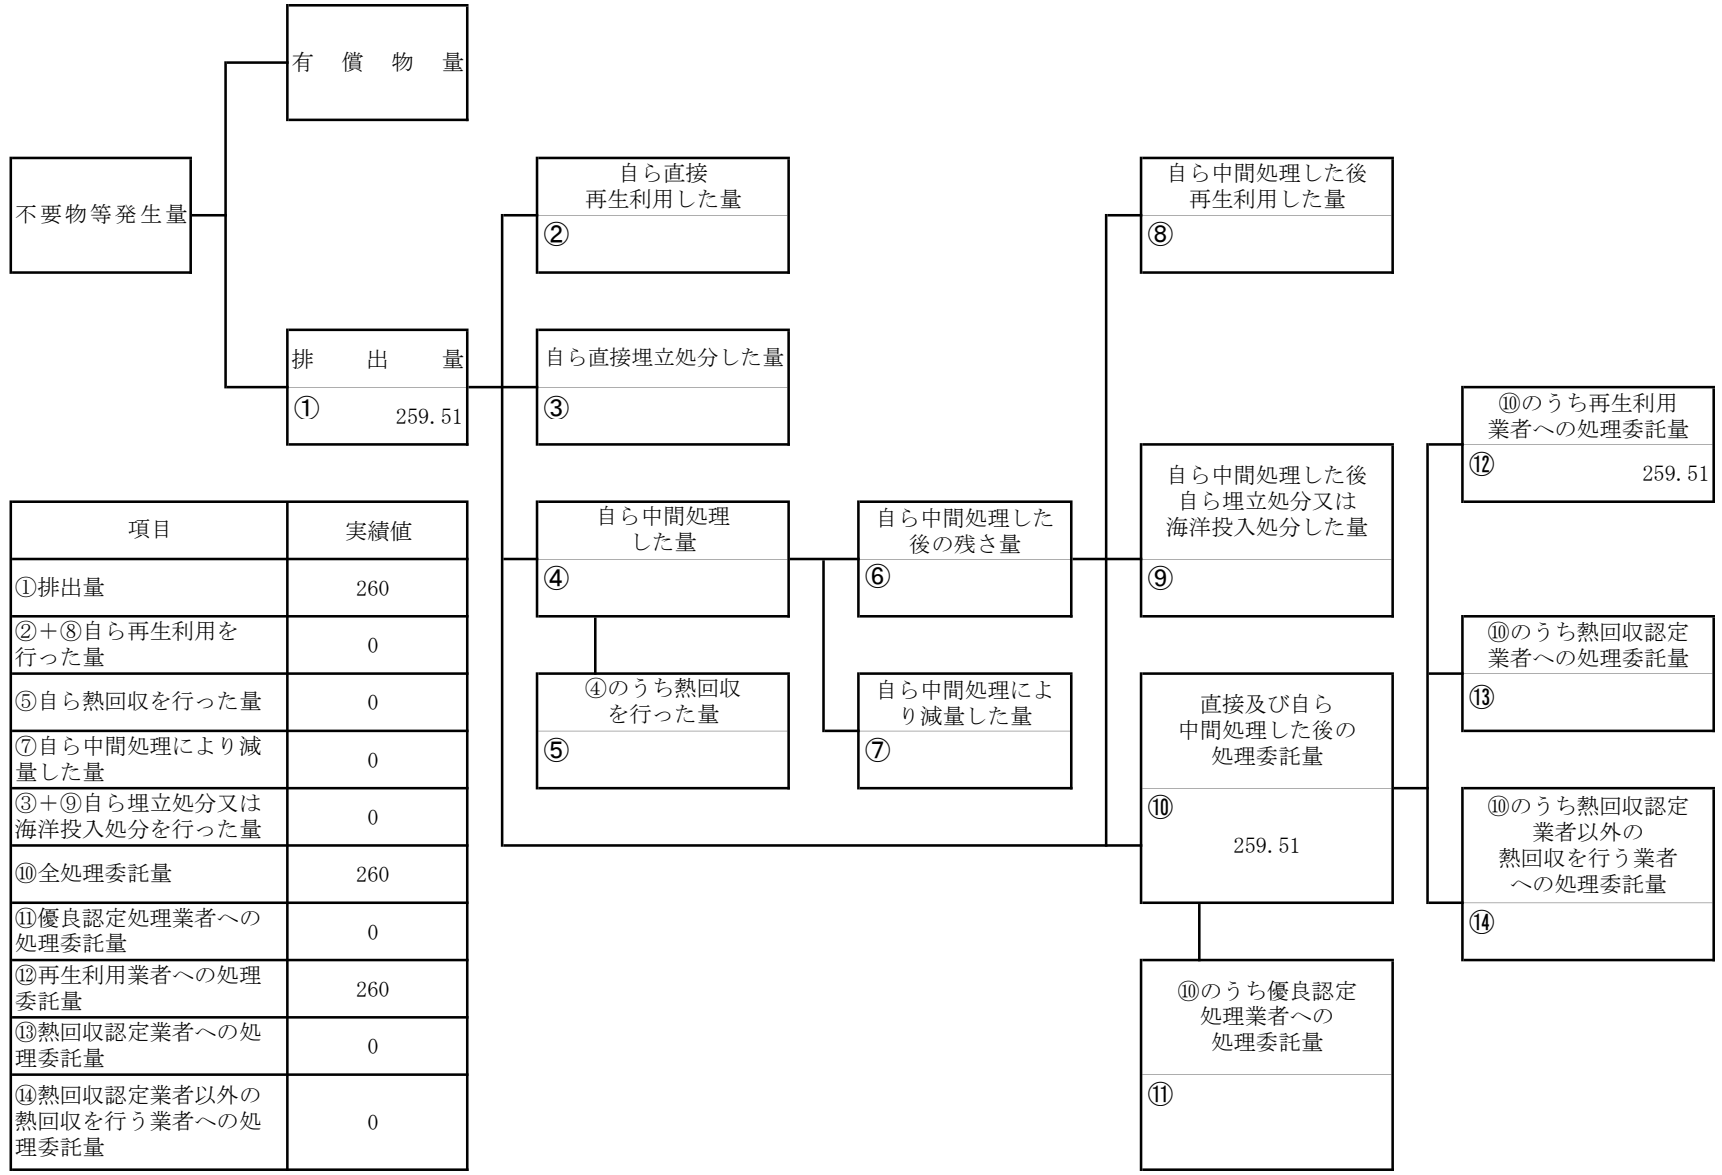 有償物量
不要物等発生量
排出量
① 259.51
自ら直接
再生利用した量
②
自ら直接埋立処分した量
③
自ら中間処理
した量
④
④のうち熱回収
を行った量
⑤
自ら中間処理した
後の残さ量
⑥
自ら中間処理によ
り減量した量
⑦
自ら中間処理した後
再生利用した量
⑧
自ら中間処理した後
自ら埋立処分又は
海洋投入処分した量
⑨
直接及び自ら
中間処理した後の
処理委託量
⑩
259.51
⑩のうち優良認定
処理業者への
処理委託量
⑪
⑩のうち再生利用
業者への処理委託量
⑫ 259.51
⑩のうち熱回収認定
業者への処理委託量
⑬
⑩のうち熱回収認定
業者以外の
熱回収を行う業者
への処理委託量
⑭
項目 実績値
①排出量 260
②+⑧自ら再生利用を
行った量 0
⑤自ら熱回収を行った量 0
⑦自ら中間処理により減
量した量 0
③+⑨自ら埋立処分又は
海洋投入処分を行った量 0
⑩全処理委託量 260
⑪優良認定処理業者への
処理委託量 0
⑫再生利用業者への処理
委託量 260
⑬熱回収認定業者への処
理委託量 0
⑭熱回収認定業者以外の
熱回収を行う業者への処
理委託量 0